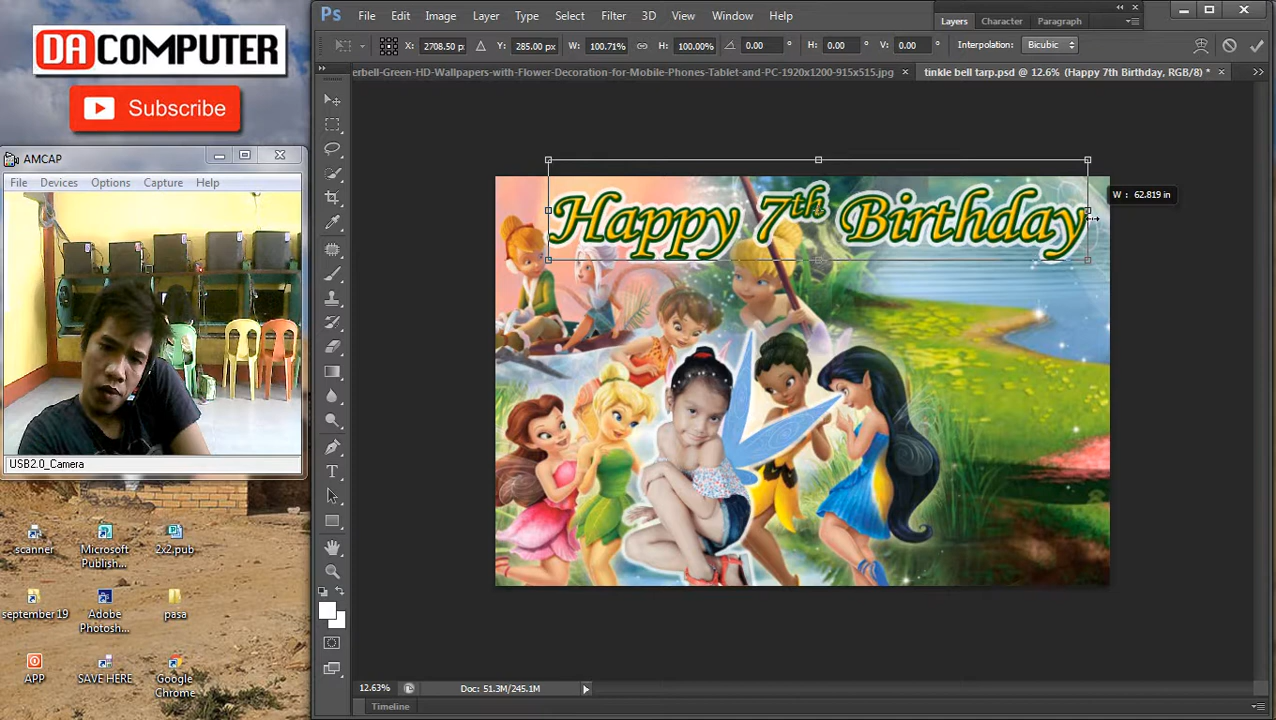 DA COMPUTER
Subscribe
AMCAP
File Devices Options Capture Help
USB2.0_Camera
scanner
Microsoft Publish...
2x2.pub
september19
Adobe Photosh...
pasa
APP
SAVE HERE
Google Chrome
Ps File Edit Image Layer Type Select Filter 3D View Window Help
Layers Character Paragraph
X: 2708.50 p Y: 285.00 px W: 100.71% H: 100.00% 0.00 ° H: 0.00 ° V: 0.00 ° Interpolation: Bicubic
erbell-Green-HD-Wallpapers-with-Flower-Decoration-for-Mobile-Phones-Tablet-and-PC-1920x1200-915x515.jpg × tinkle bell tarp.psd @ 12.6% (Happy 7th Birthday, RGB/8) * ×
W : 62.819 in
Happy 7th Birthday
12.63% Doc: 51.3M/245.1M
Timeline